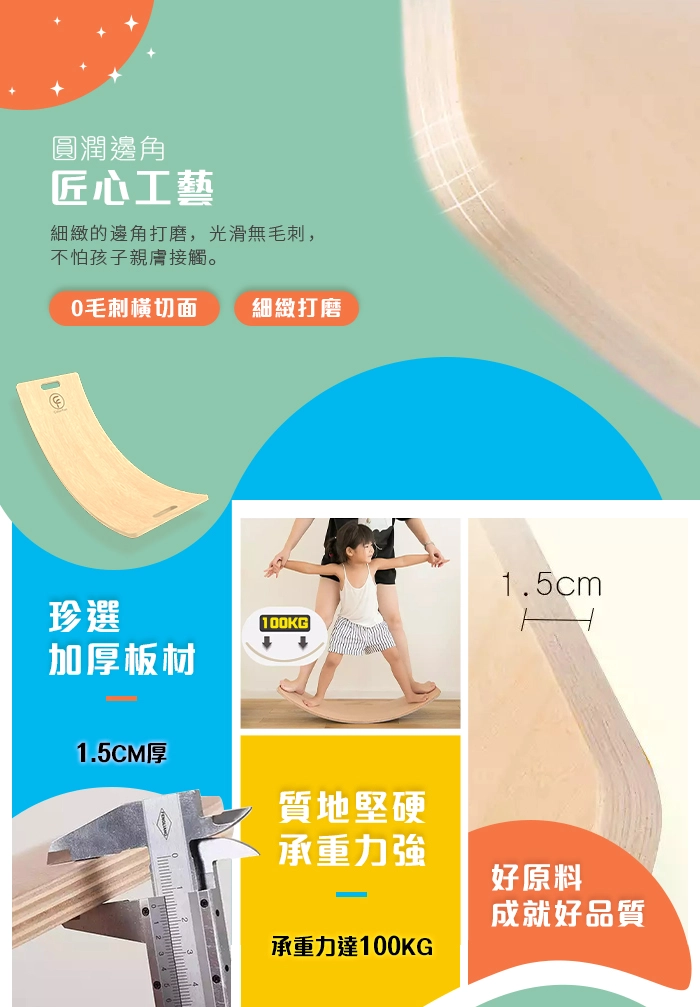 圓潤邊角
匠心工藝
細緻的邊角打磨，光滑無毛刺，
不怕孩子親膚接觸。
0毛刺橫切面
細緻打磨
珍選
加厚板材
1.5CM厚
100KG
1.5cm
質地堅硬
承重力強
承重力達100KG
好原料
成就好品質